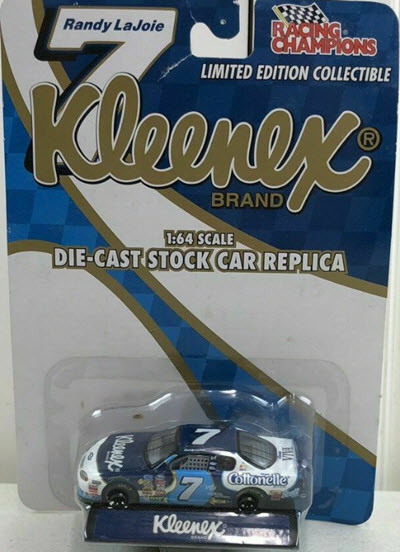 Randy LaJoie
7
RACING
CHAMPIONS
LIMITED EDITION COLLECTIBLE
Kleenex®
BRAND
1:64 SCALE
DIE-CAST STOCK CAR REPLICA
7
Kleenex
7
Cottonelle
Kleenex
BRAND